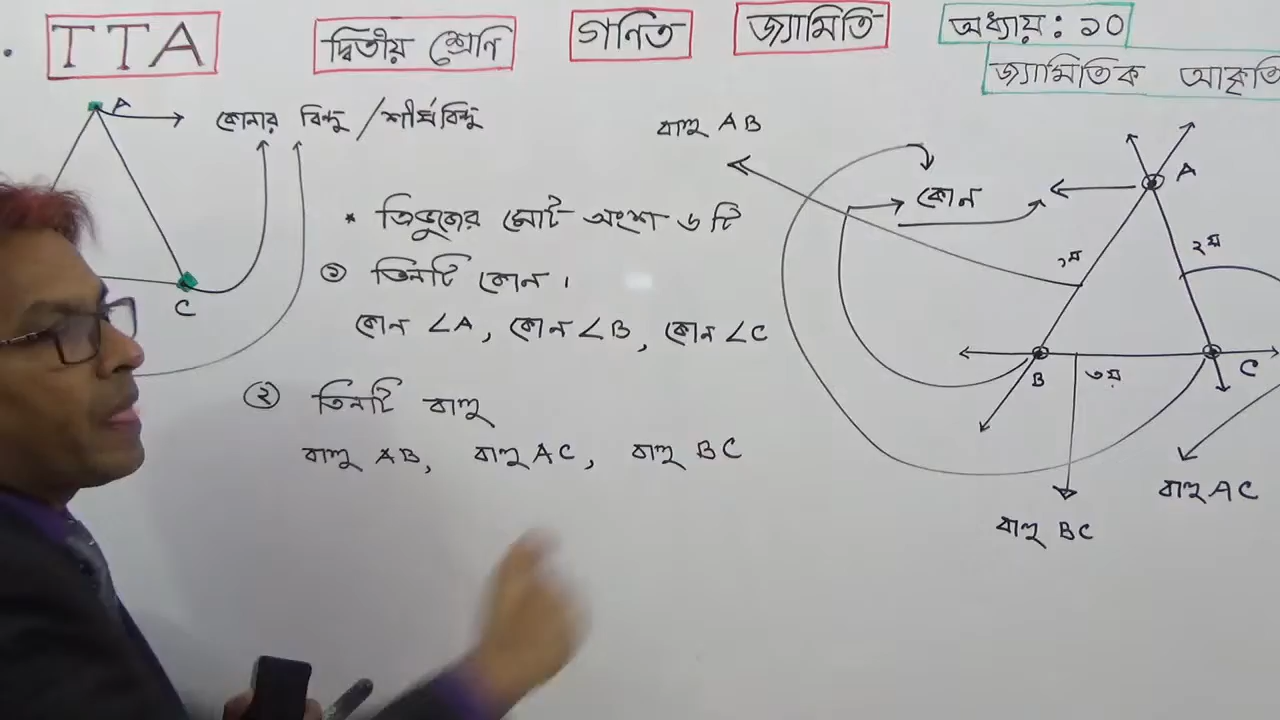 TTA
দ্বিতীয় শ্রেণি
গনিত
জ্যামিতি
অধ্যায়: ১০
জ্যামিতিক আকৃতি
A
C
কোনার বিন্দু / শীর্ষবিন্দু
* ত্রিভুজের মোট অংশ ৬ টি
① তিনটি কোন।
কোন ∠A, কোন ∠B, কোন ∠C
② তিনটি বাহু
বাহু AB, বাহু AC, বাহু BC
বাহু AB
কোন
A
১ম
২য়
B
৩য়
C
বাহু AC
বাহু BC